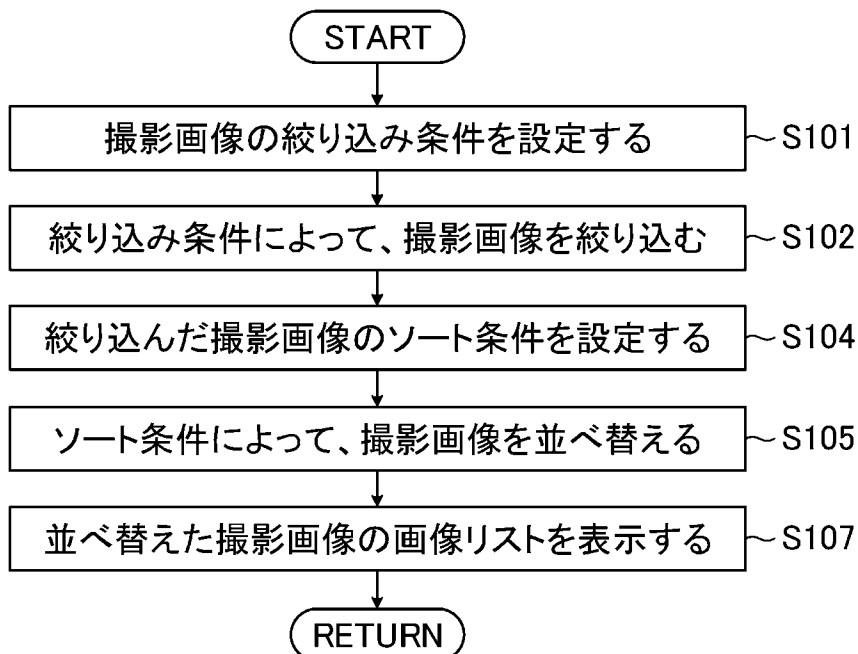 START
撮影画像の絞り込み条件を設定する ~S101
絞り込み条件によって、撮影画像を絞り込む ~S102
絞り込んだ撮影画像のソート条件を設定する ~S104
ソート条件によって、撮影画像を並べ替える ~S105
並べ替えた撮影画像の画像リストを表示する ~S107
RETURN